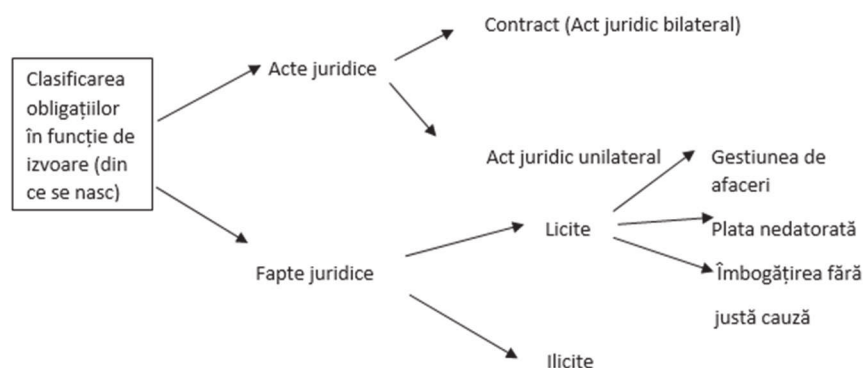 Clasificarea
obligațiilor
în funcție de
izvoare (din
ce se nasc)
Acte juridice
Contract (Act juridic bilateral)
Act juridic unilateral
Fapte juridice
Licite
Gestiunea de
afaceri
Plata nedatorată
Îmbogățirea fără
justă cauză
Ilicite